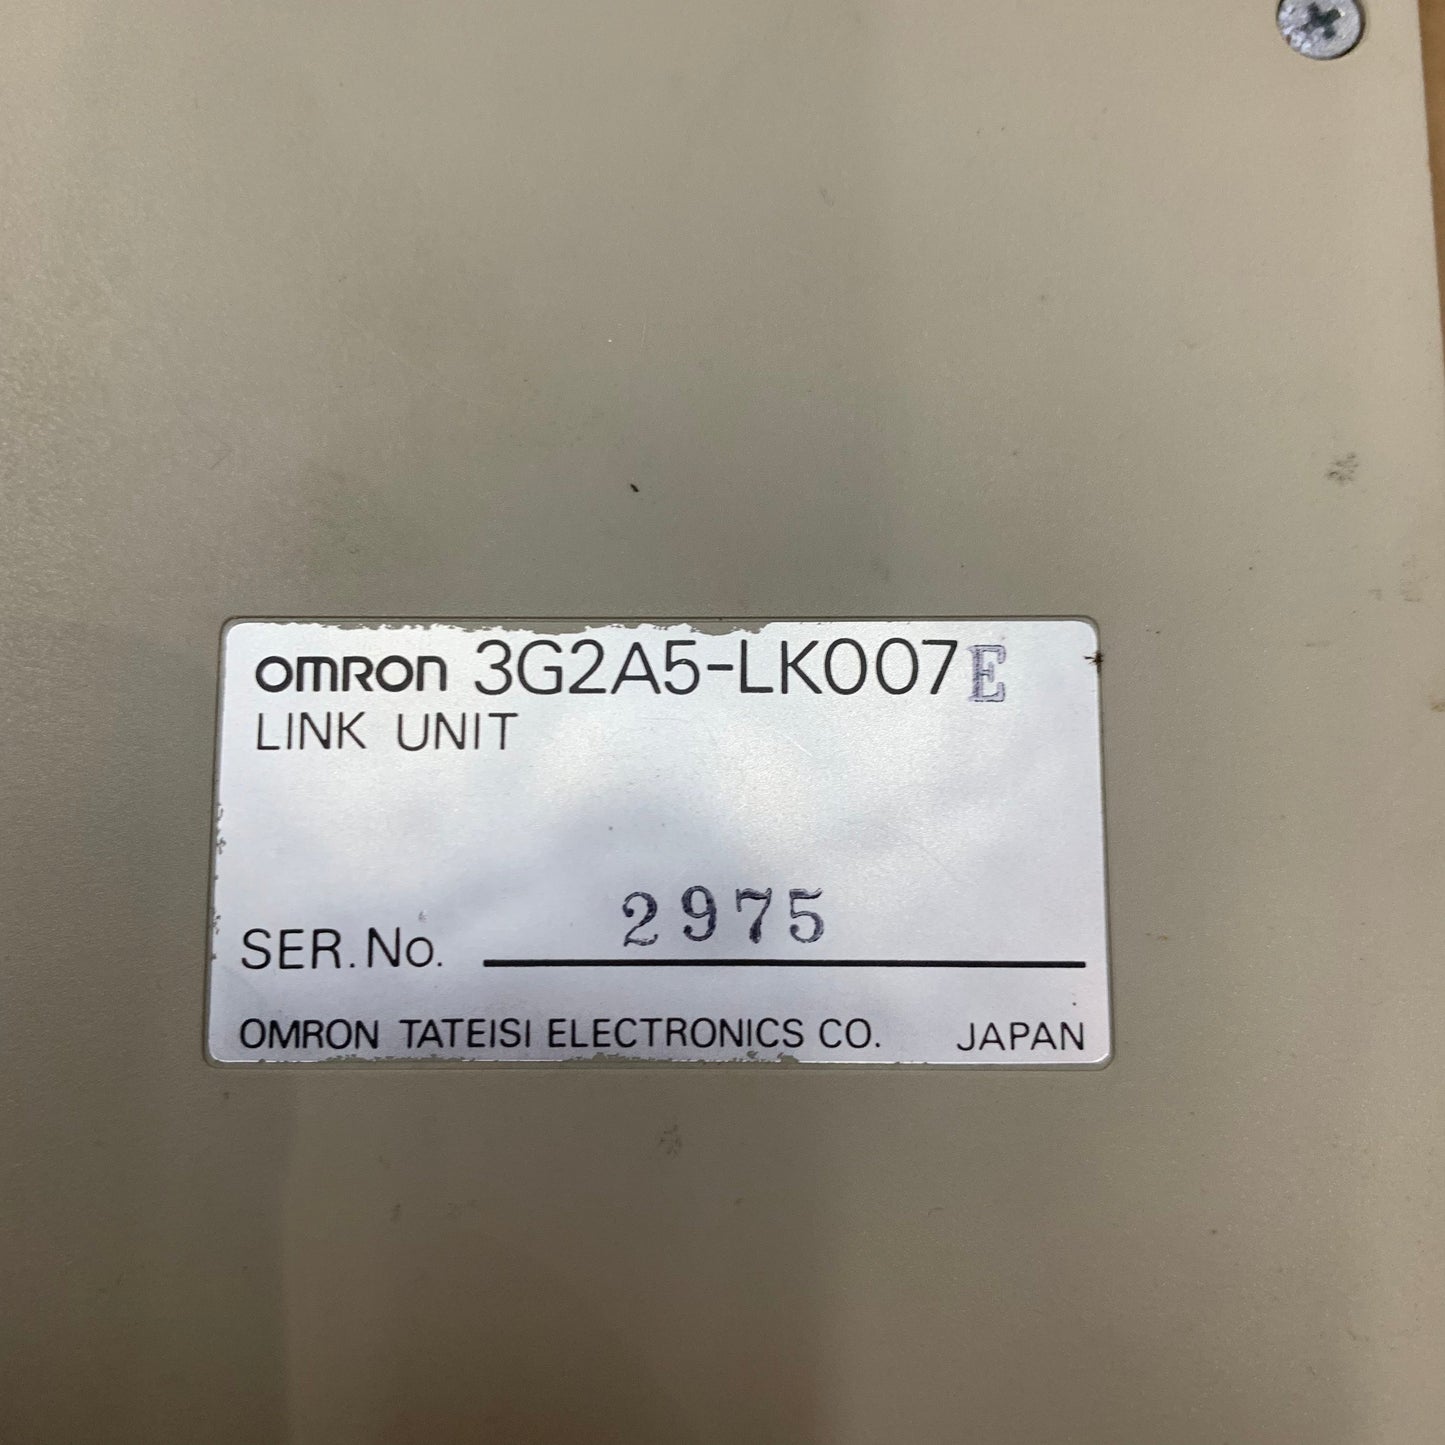 omron 3G2A5-LK007E
LINK UNIT
SER.No. 2975
OMRON TATEISI ELECTRONICS CO. JAPAN